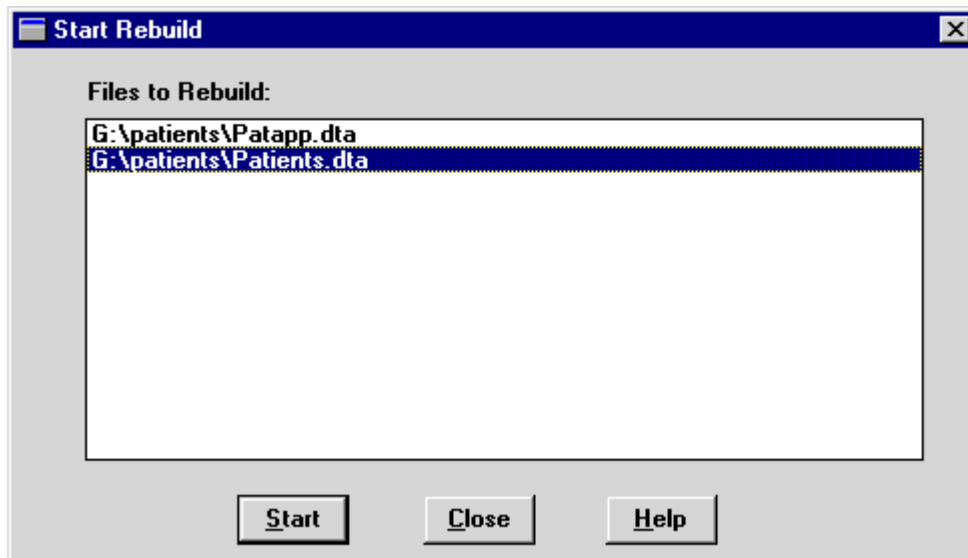 Start Rebuild
Files to Rebuild:
G:\patients\Patapp.dta
G:\patients\Patients.dta
Start Close Help